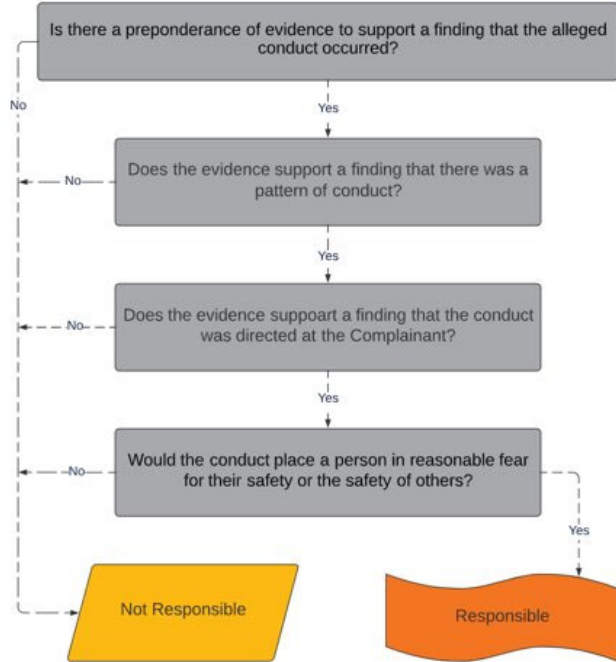 Is there a preponderance of evidence to support a finding that the alleged
conduct occurred?
No
Yes
Does the evidence support a finding that there was a
pattern of conduct?
No
Yes
Does the evidence suppoart a finding that the conduct
was directed at the Complainant?
No
Yes
Would the conduct place a person in reasonable fear
for their safety or the safety of others?
No
Yes
Not Responsible
Responsible